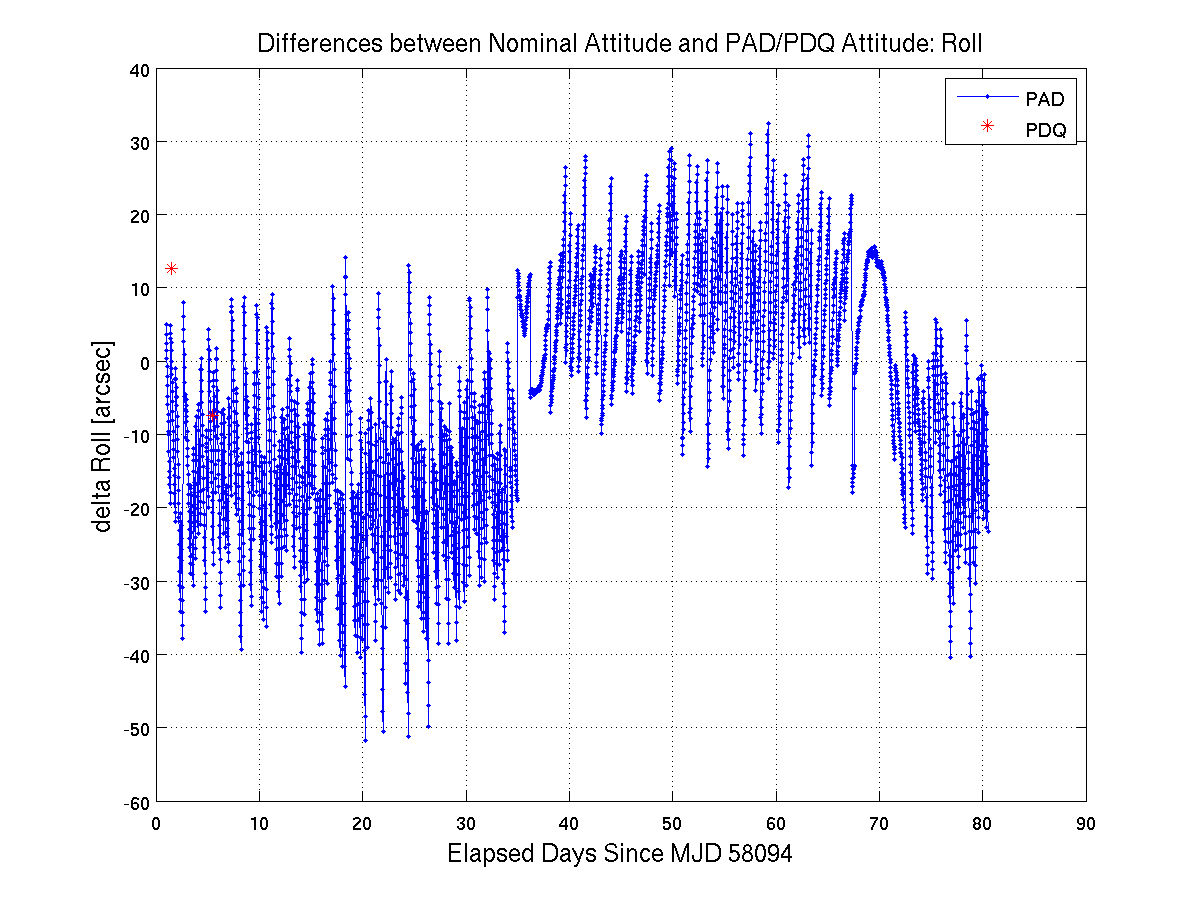 Differences between Nominal Attitude and PAD/PDQ Attitude: Roll
40
30
20
10
0
-10
-20
-30
-40
-50
-60
delta Roll [arcsec]
PAD
PDQ
0 10 20 30 40 50 60 70 80 90
Elapsed Days Since MJD 58094